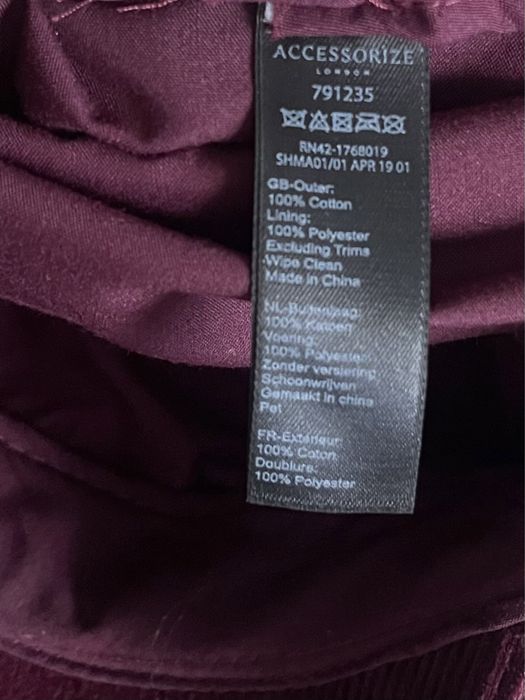 ACCESSORIZE
LONDON
791235
RN42-1768019
SHMA01/01 APR 19 01
GB-Outer:
100% Cotton
Lining:
100% Polyester
Excluding Trims
Wipe Clean
Made in China
NL-Buitenlaag:
100% Katoen
Voering:
100% Polyester
Zonder versiering
Schoonwrijven
Gemaakt in china
Pet
FR-Extérieur:
100% Coton
Doublure:
100% Polyester